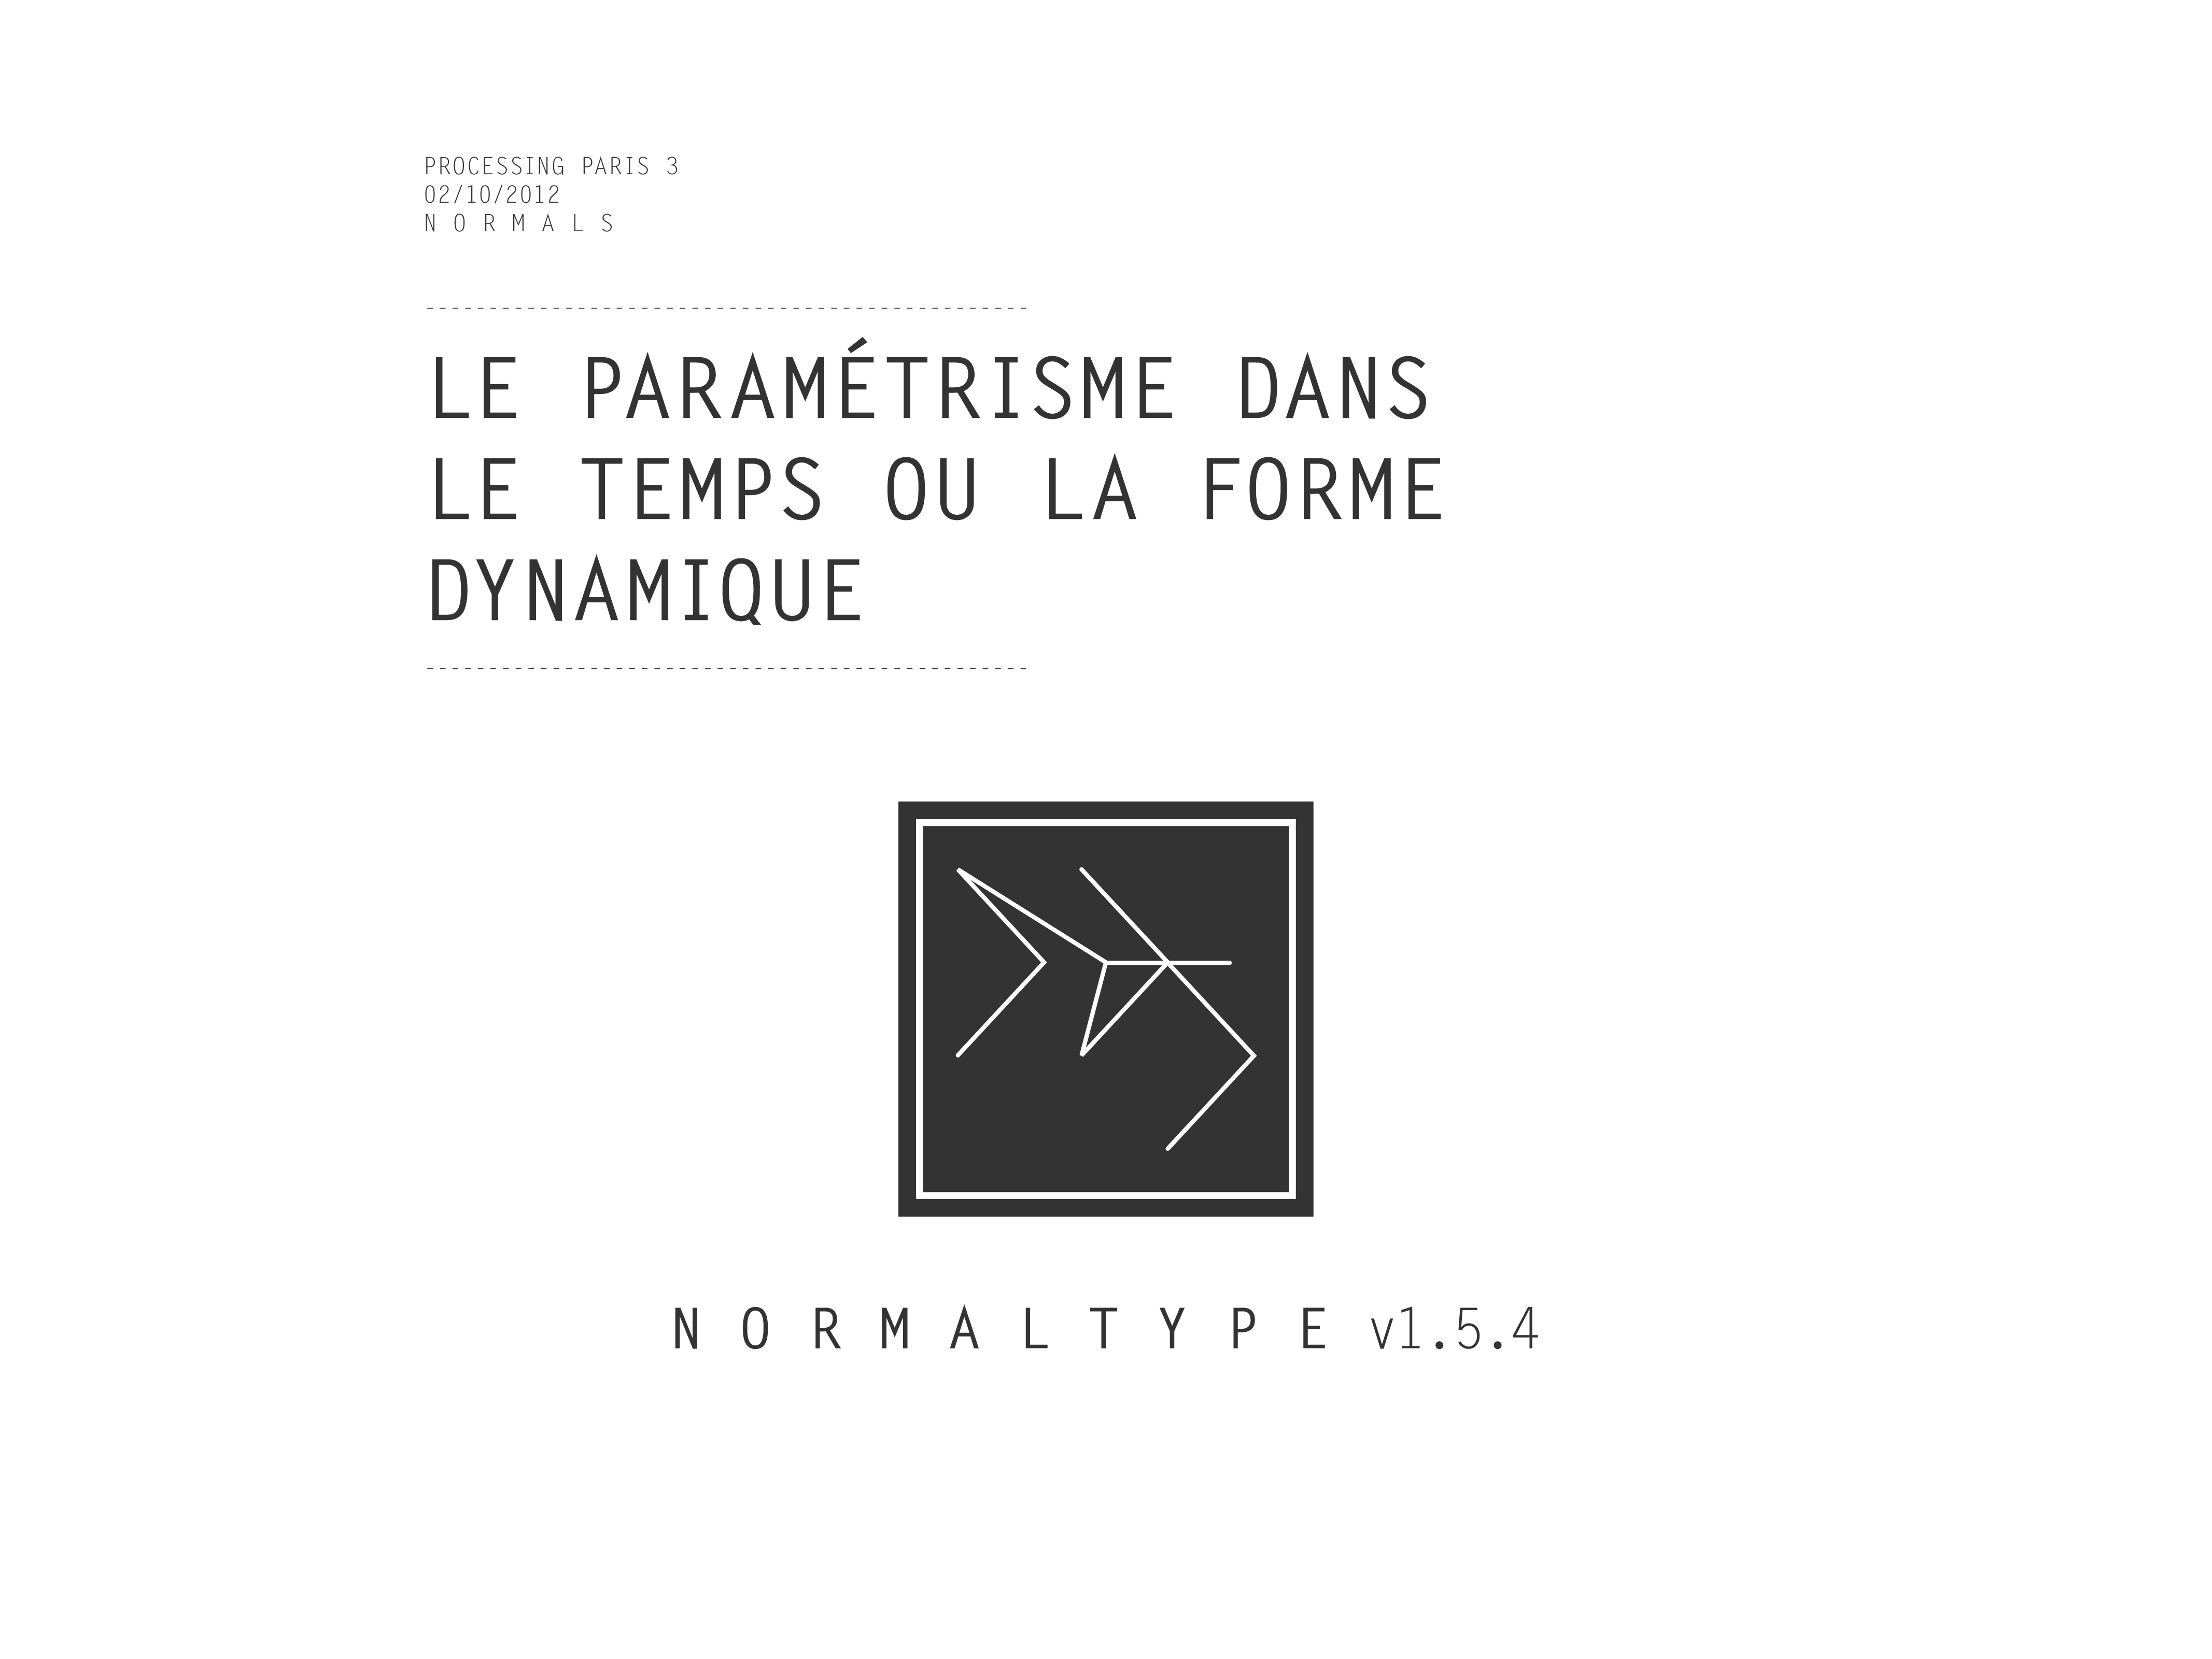 PROCESSING PARIS 3
02/10/2012
N O R M A L S
LE PARAMÉTRISME DANS
LE TEMPS OU LA FORME
DYNAMIQUE
N O R M A L T Y P E v1.5.4